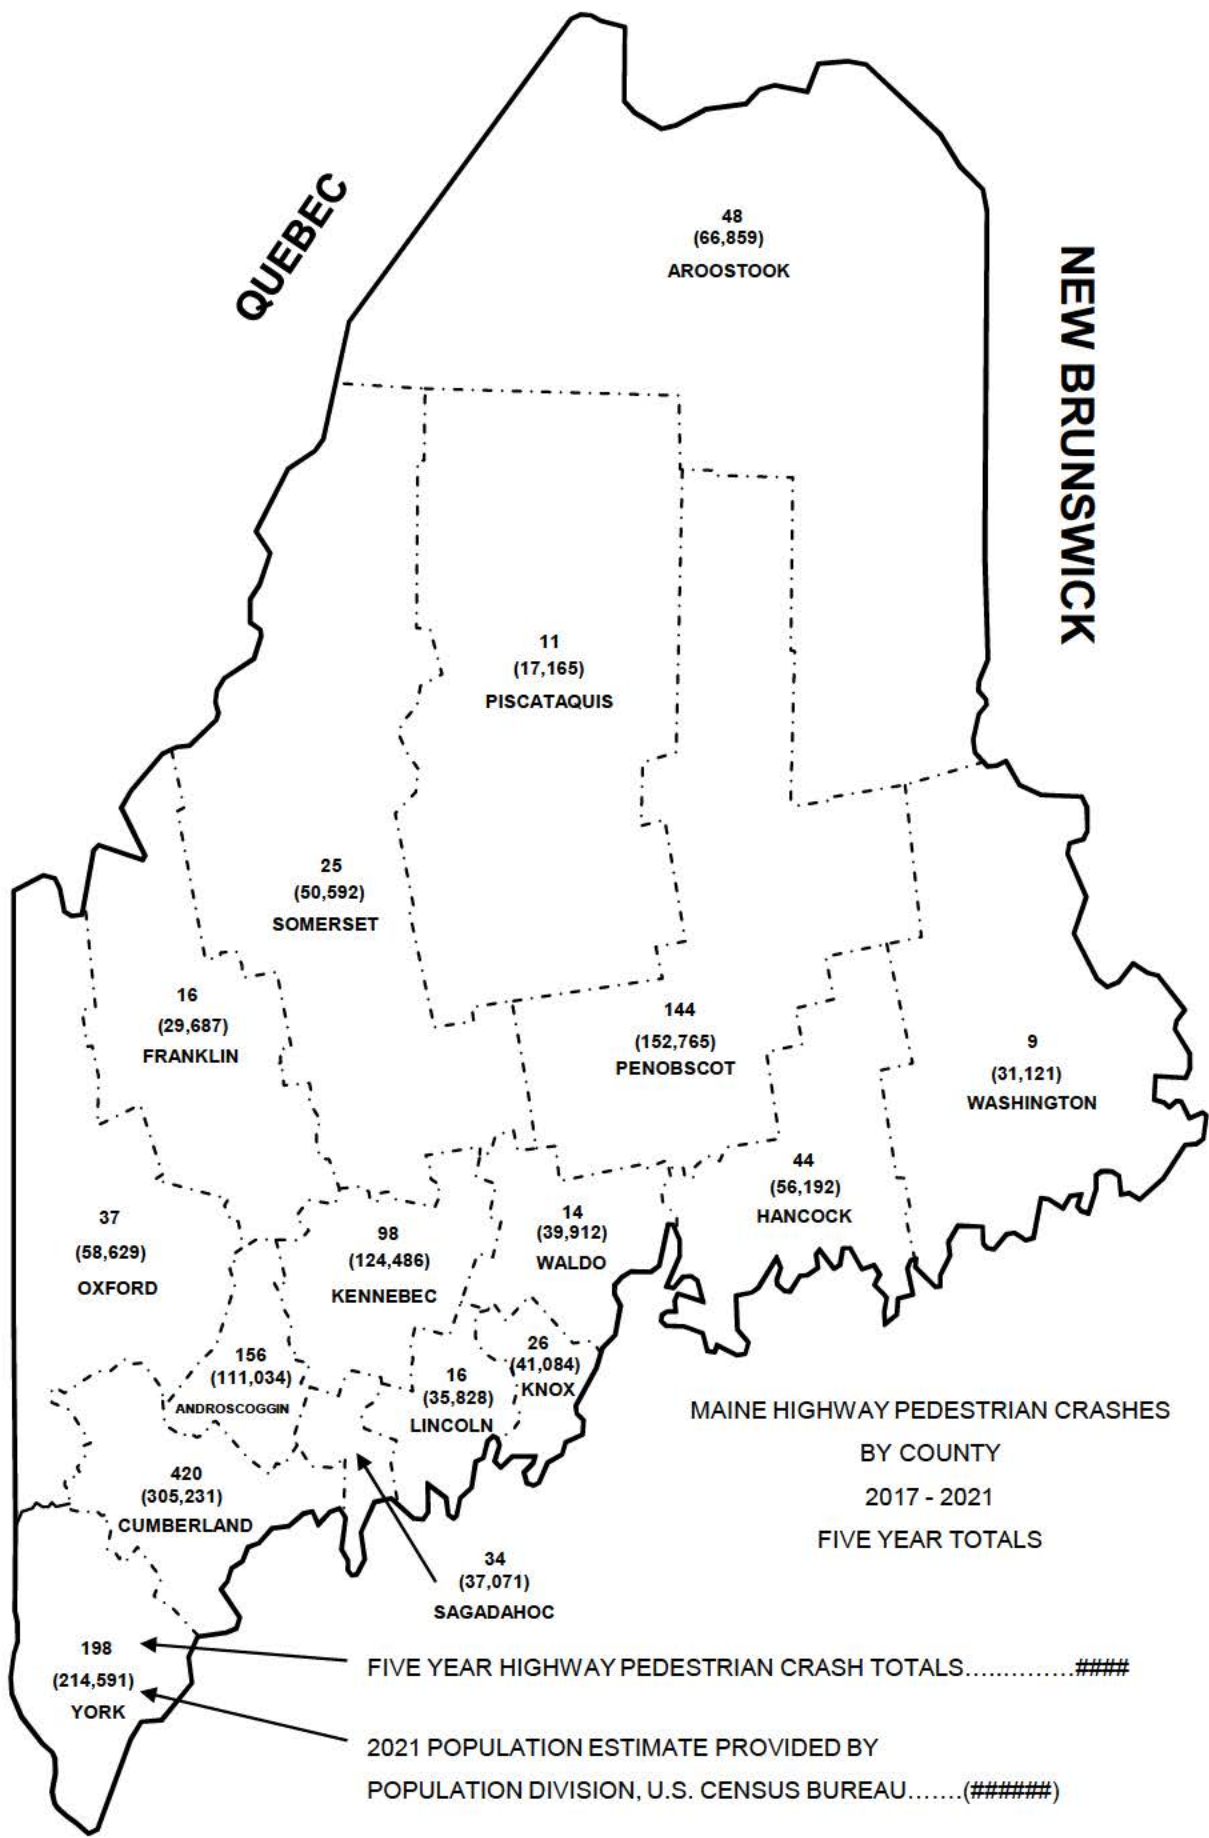 QUEBEC
NEW BRUNSWICK
48
(66,859)
AROOSTOOK
11
(17,165)
PISCATAQUIS
25
(50,592)
SOMERSET
16
(29,687)
FRANKLIN
144
(152,765)
PENOBSCOT
9
(31,121)
WASHINGTON
44
(56,192)
HANCOCK
37
(58,629)
OXFORD
98
(124,486)
KENNEBEC
14
(39,912)
WALDO
156
(111,034)
ANDROSCOGGIN
16
(35,828)
LINCOLN
26
(41,084)
KNOX
MAINE HIGHWAY PEDESTRIAN CRASHES
BY COUNTY
2017 - 2021
FIVE YEAR TOTALS
420
(305,231)
CUMBERLAND
34
(37,071)
SAGADAHOC
198
(214,591)
YORK
FIVE YEAR HIGHWAY PEDESTRIAN CRASH TOTALS……………####
2021 POPULATION ESTIMATE PROVIDED BY
POPULATION DIVISION, U.S. CENSUS BUREAU…….(######)